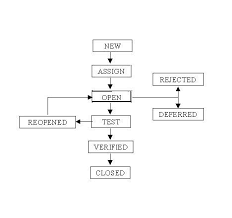 NEW
ASSIGN
REJECTED
OPEN
DEFERRED
REOPENED
TEST
VERIFIED
CLOSED